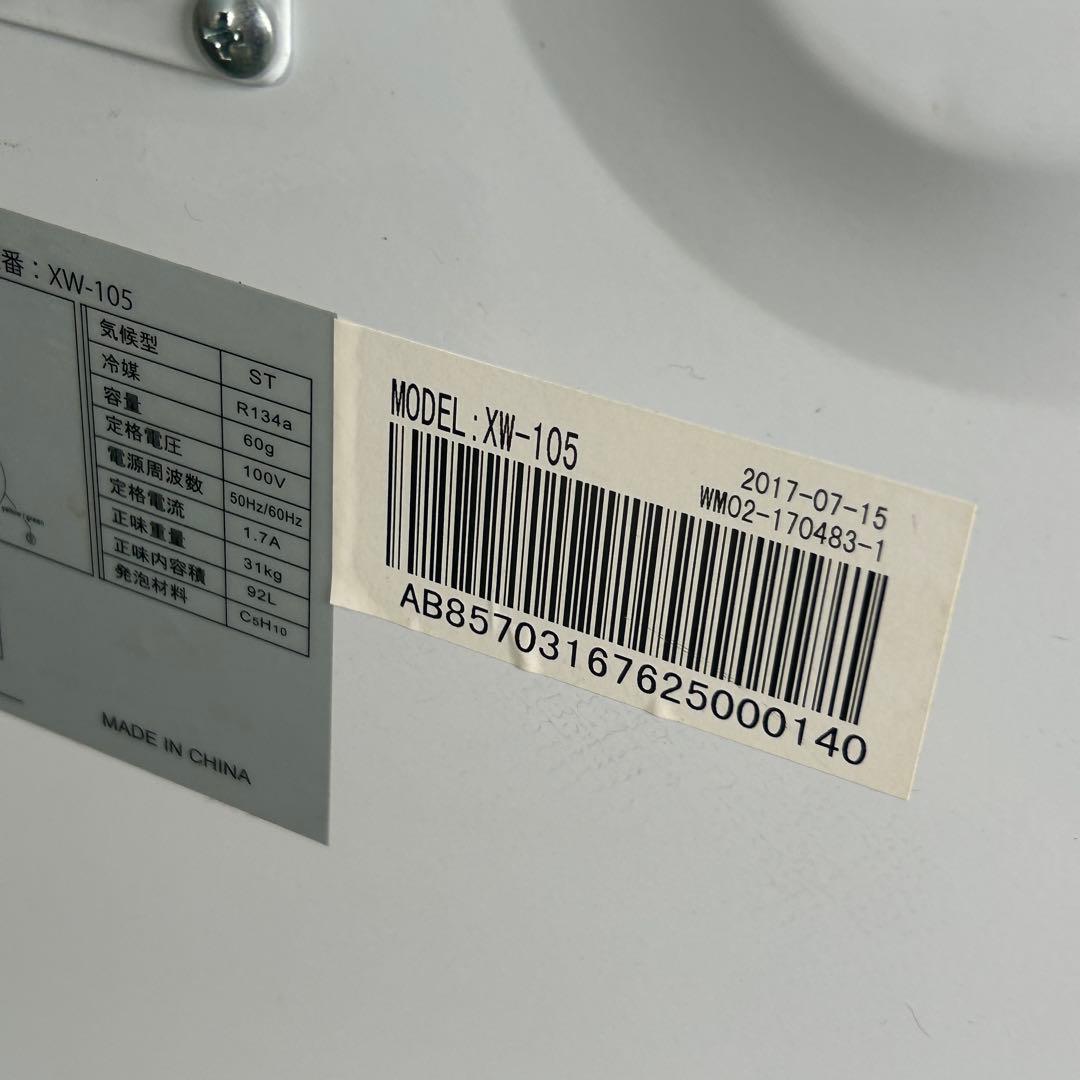 番：XW-105
気候型 ST
冷媒 R134a
容量 60g
定格電圧 100V
電源周波数 50Hz/60Hz
定格電流 1.7A
正味重量 31kg
正味内容積 92L
発泡材料 C5H10
yellow/green
MADE IN CHINA
MODEL:XW-105
2017-07-15
WM02-170483-1
AB85703167625000140